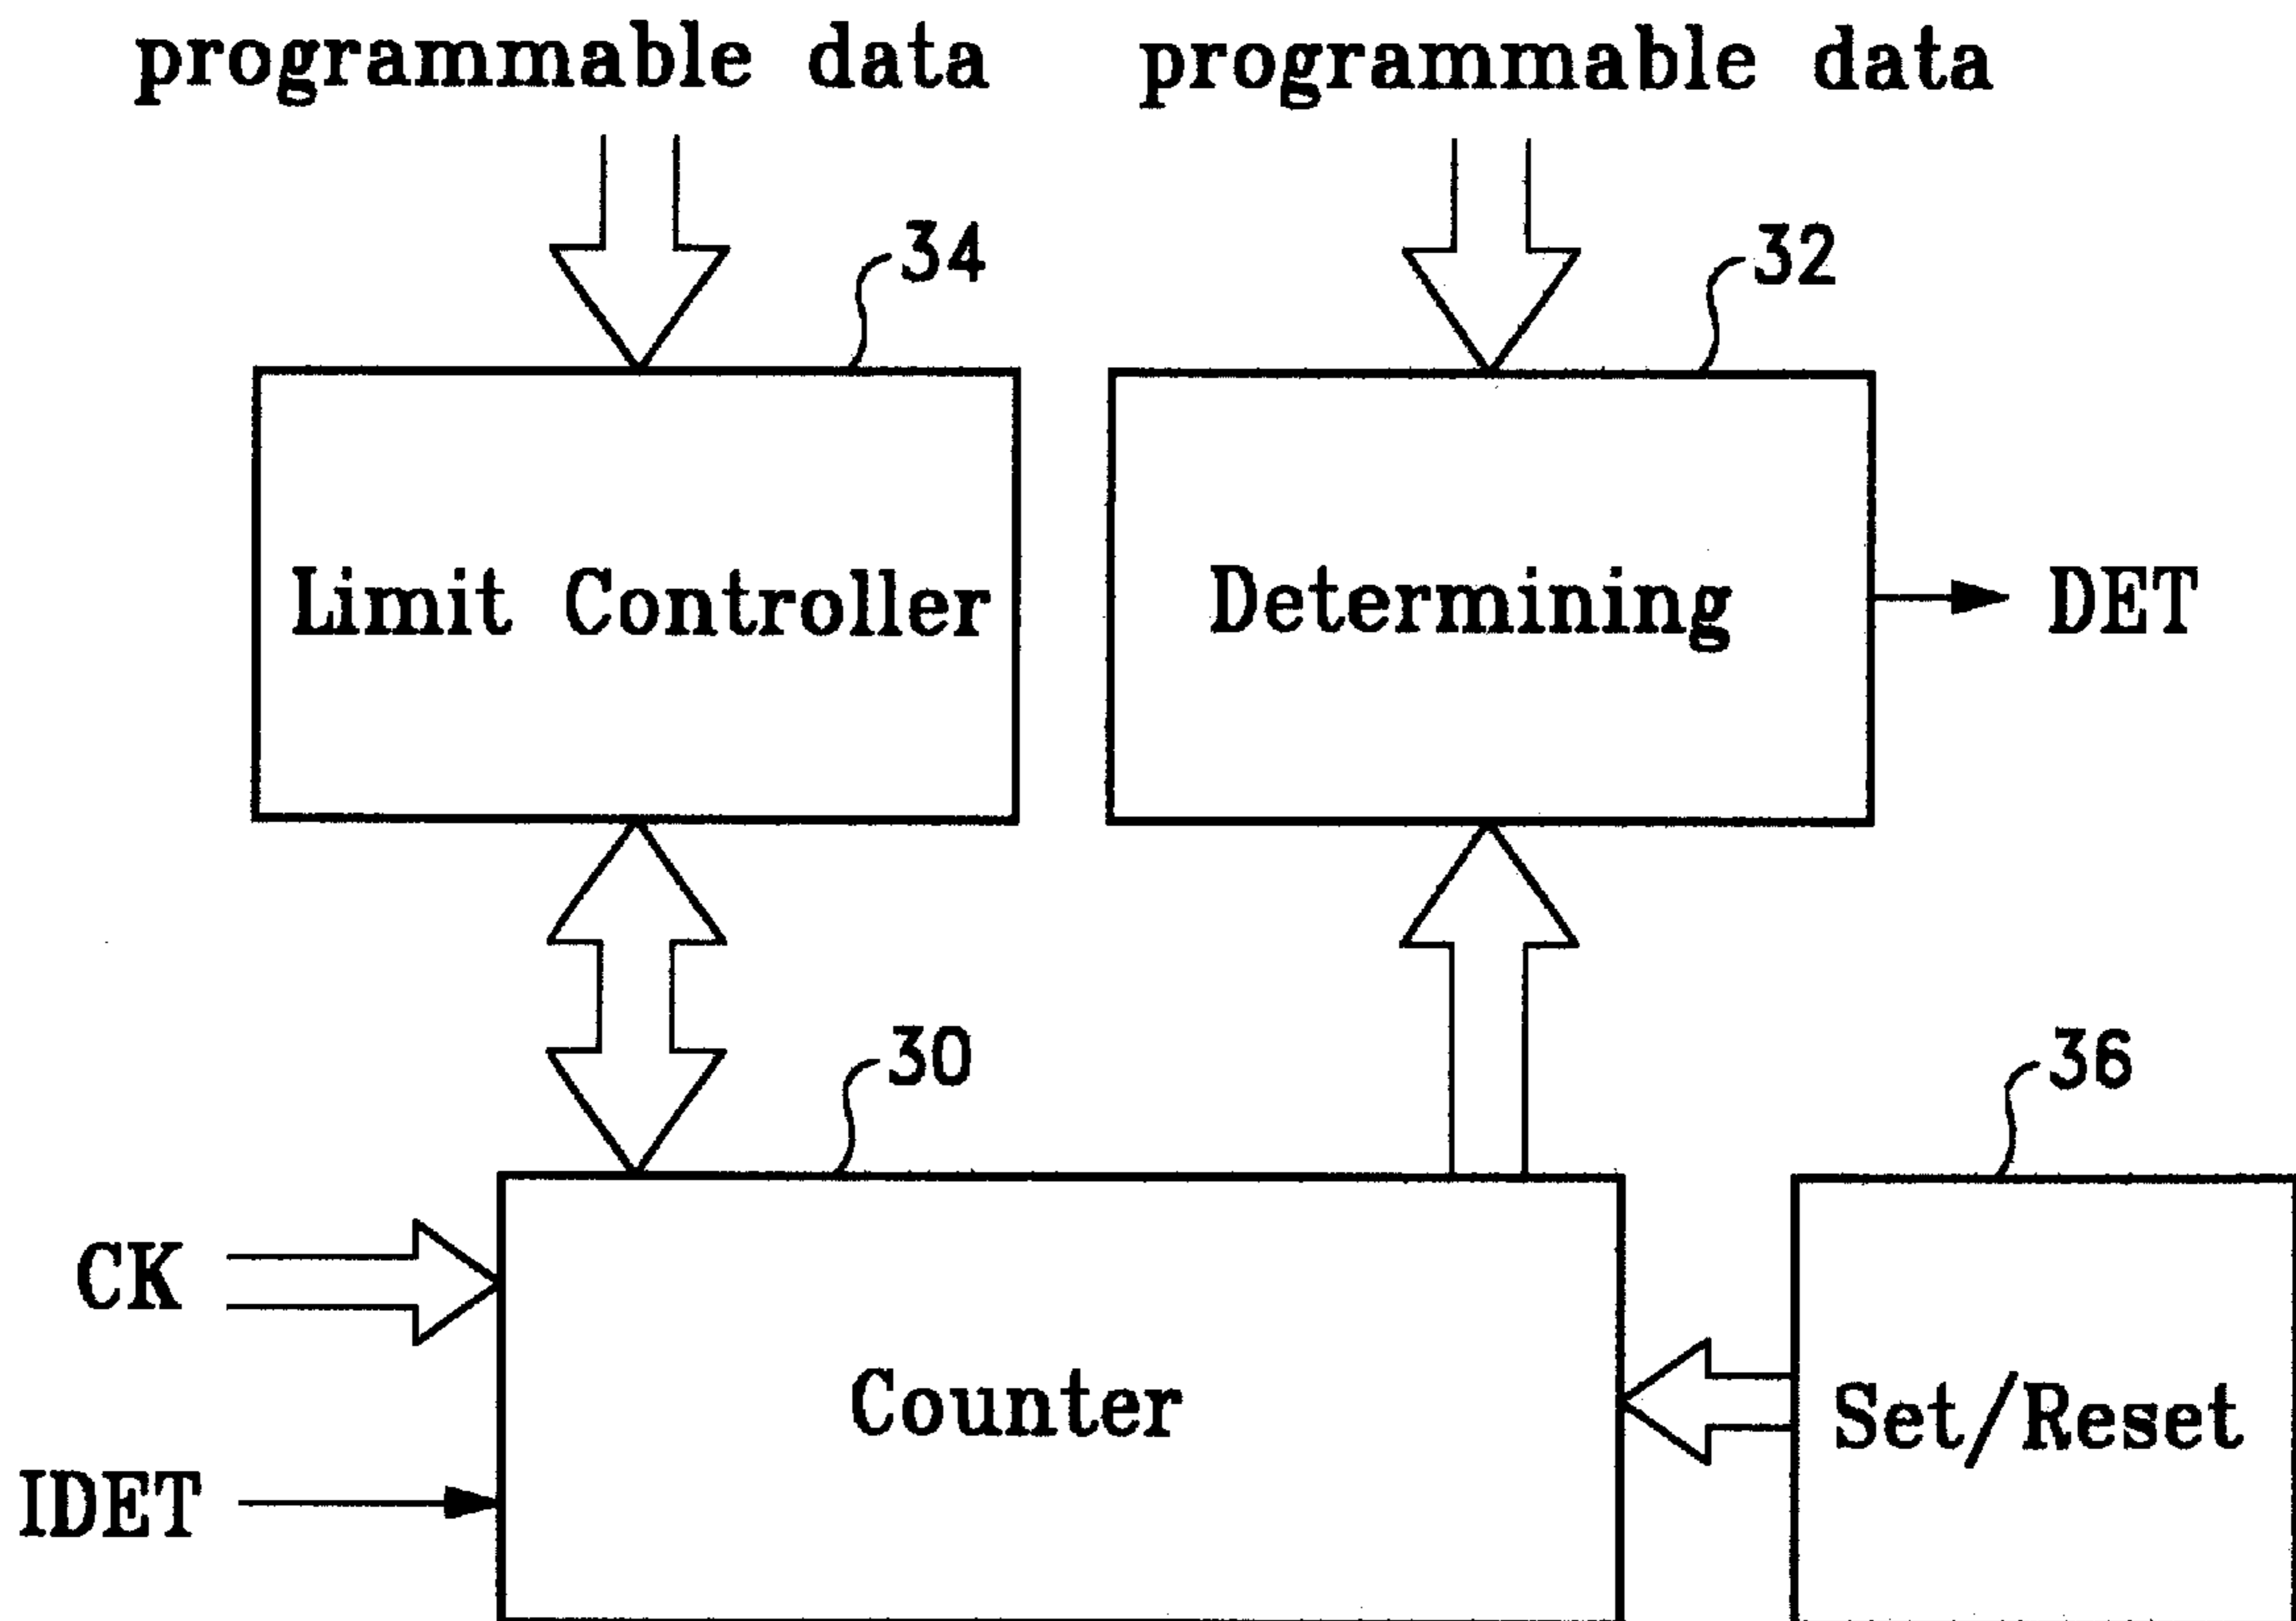 programmable data
programmable data
34
32
Limit Controller
Determining
DET
30
36
CK
Counter
Set/Reset
IDET